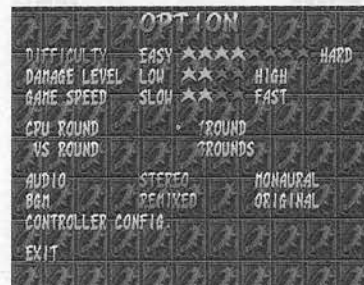 OPTION
DIFFICULTY EASY ★★★★★★★★ HARD
DAMAGE LEVEL LOW ★★★★ HIGH
GAME SPEED SLOW ★★★★ FAST
CPU ROUND ROUND
VS ROUND ROUNDS
AUDIO STEREO MONAURAL
BGM REMIXED ORIGINAL
CONTROLLER CONFIG.
EXIT